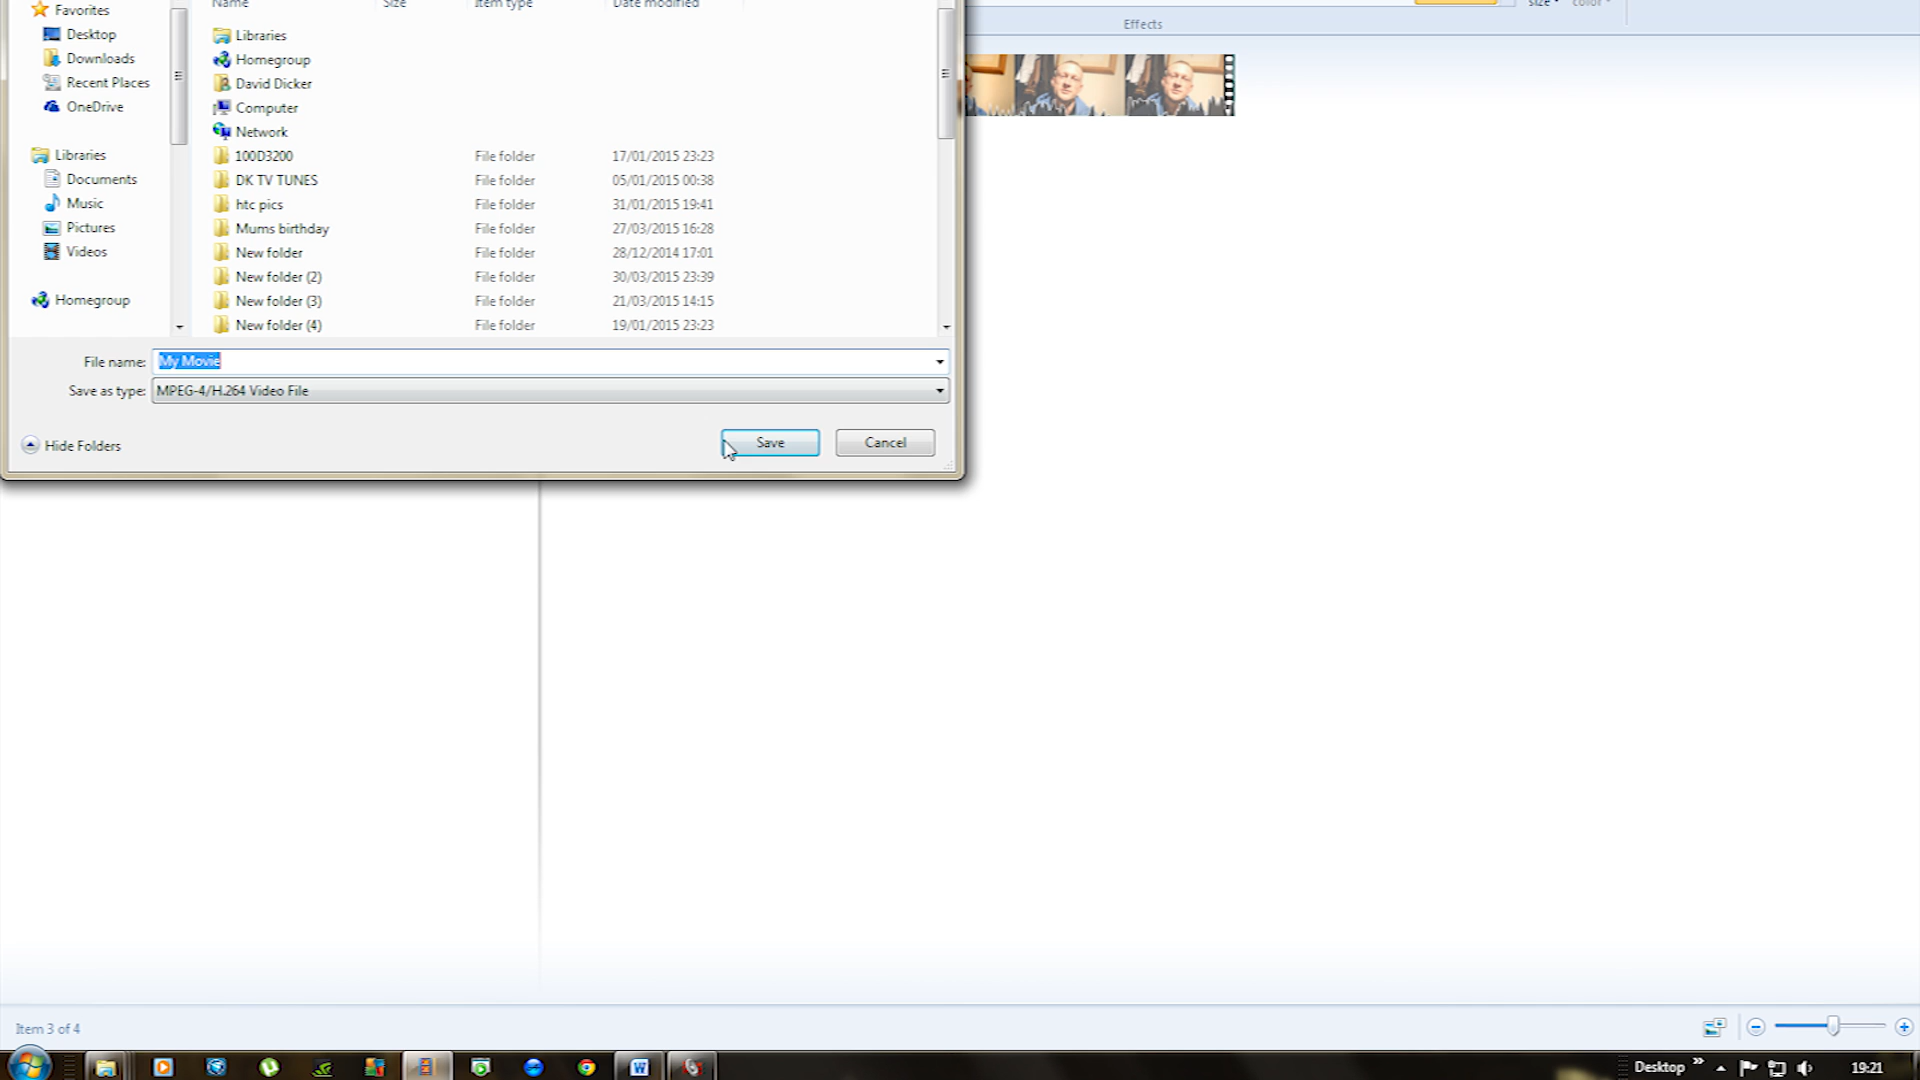 Favorites
Desktop
Downloads
Recent Places
OneDrive
Libraries
Documents
Music
Pictures
Videos
Homegroup
Name Size Item type Date modified
Libraries
Homegroup
David Dicker
Computer
Network
100D3200 File folder 17/01/2015 23:23
DK TV TUNES File folder 05/01/2015 00:38
htc pics File folder 31/01/2015 19:41
Mums birthday File folder 27/03/2015 16:28
New folder File folder 28/12/2014 17:01
New folder (2) File folder 30/03/2015 23:39
New folder (3) File folder 21/03/2015 14:15
New folder (4) File folder 19/01/2015 23:23
File name: My Movie
Save as type: MPEG-4/H.264 Video File
Hide Folders
Save Cancel
size color
Effects
Item 3 of 4
Desktop 19:21